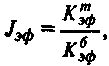 J_эф = K^т_эф / K^б_эф,